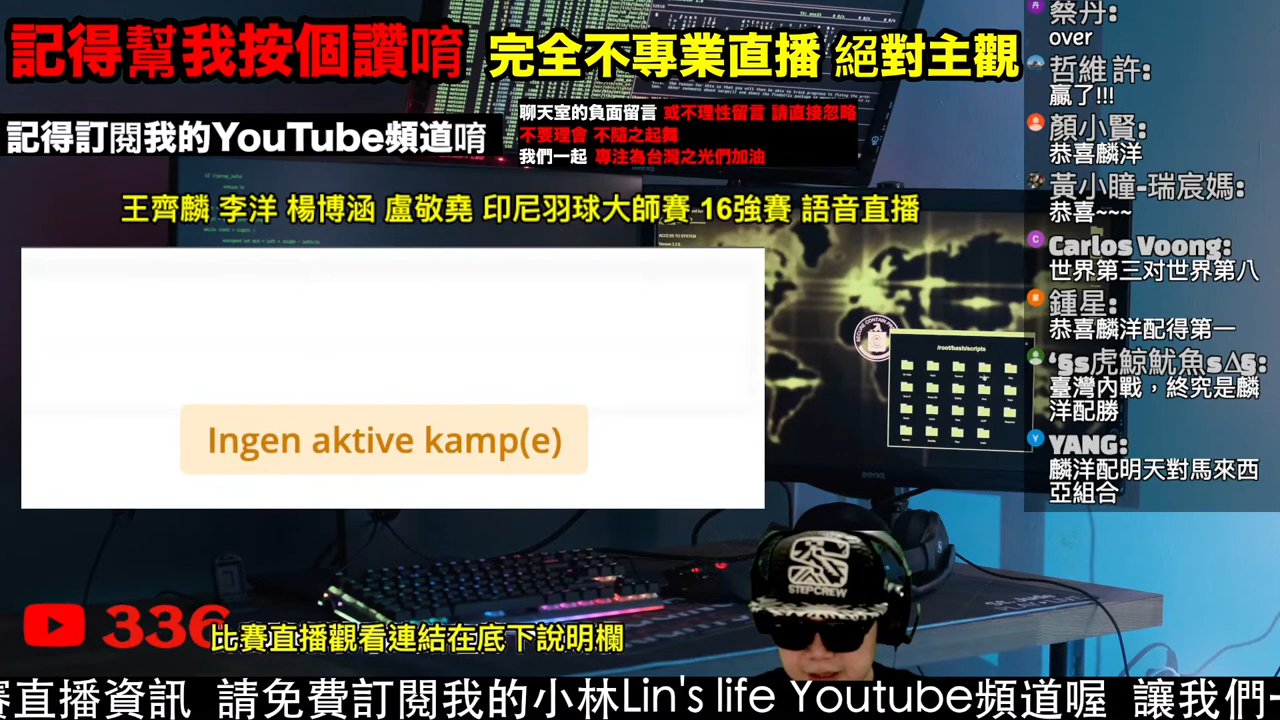 記得幫我按個讚唷
完全不專業直播 絕對主觀
記得訂閱我的YouTube頻道唷
聊天室的負面留言 或不理性留言 請直接忽略
不要理會 不隨之起舞
我們一起 專注為台灣之光們加油
王齊麟 李洋 楊博涵 盧敬堯 印尼羽球大師賽 16強賽 語音直播
Ingen aktive kamp(e)
蔡丹:
over
哲維 許:
贏了!!!
顏小賢:
恭喜麟洋
黃小瞳-瑞宸媽:
恭喜~~~
Carlos Voong:
世界第三对世界第八
鍾星:
恭喜麟洋配得第一
‘§s虎鯨魷魚s∆§:
臺灣內戰，終究是麟
洋配勝
YANG:
麟洋配明天對馬來西
亞組合
/root/bash/scripts
BENQ
STEPCREW
336
比賽直播觀看連結在底下說明欄
賽直播資訊 請免費訂閱我的小林Lin's life Youtube頻道喔 讓我們一